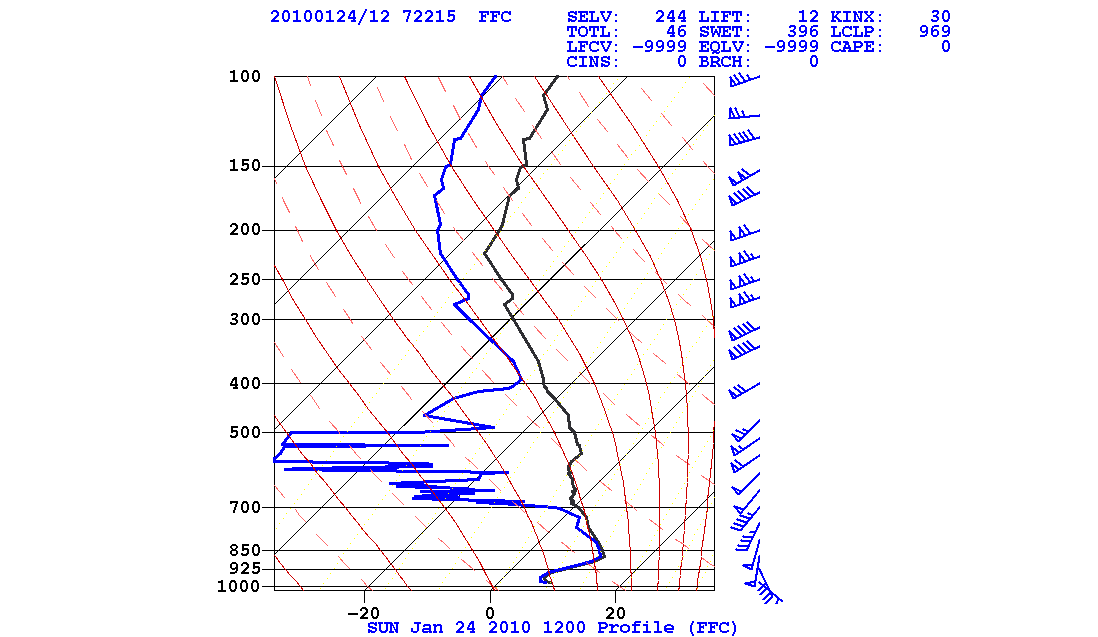 20100124/12 72215 FFC SELV: 244 LIFT: 12 KINX: 30
TOTL: 46 SWET: 396 LCLP: 969
LFCV: -9999 EQLV: -9999 CAPE: 0
CINS: 0 BRCH: 0
100
150
200
250
300
400
500
700
850
925
1000
-20 0 20
SUN Jan 24 2010 1200 Profile (FFC)